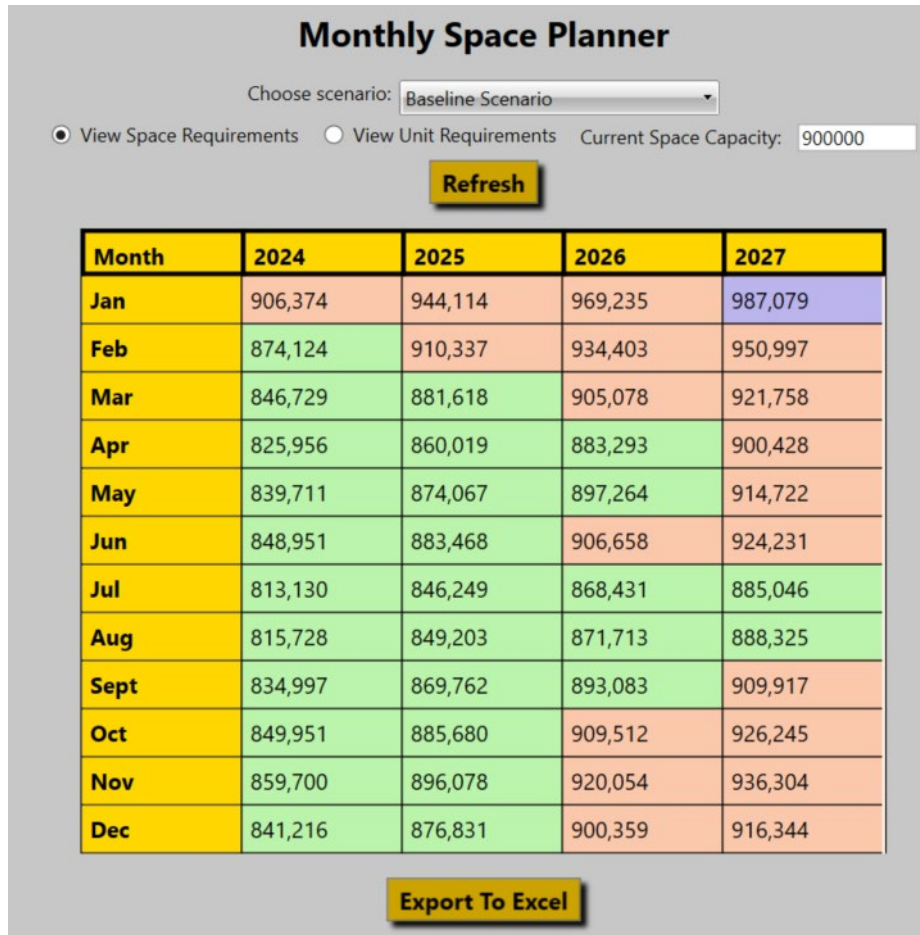 Monthly Space Planner
Choose scenario: Baseline Scenario
View Space Requirements View Unit Requirements Current Space Capacity: 900000
Refresh
Month 2024 2025 2026 2027
Jan 906,374 944,114 969,235 987,079
Feb 874,124 910,337 934,403 950,997
Mar 846,729 881,618 905,078 921,758
Apr 825,956 860,019 883,293 900,428
May 839,711 874,067 897,264 914,722
Jun 848,951 883,468 906,658 924,231
Jul 813,130 846,249 868,431 885,046
Aug 815,728 849,203 871,713 888,325
Sept 834,997 869,762 893,083 909,917
Oct 849,951 885,680 909,512 926,245
Nov 859,700 896,078 920,054 936,304
Dec 841,216 876,831 900,359 916,344
Export To Excel